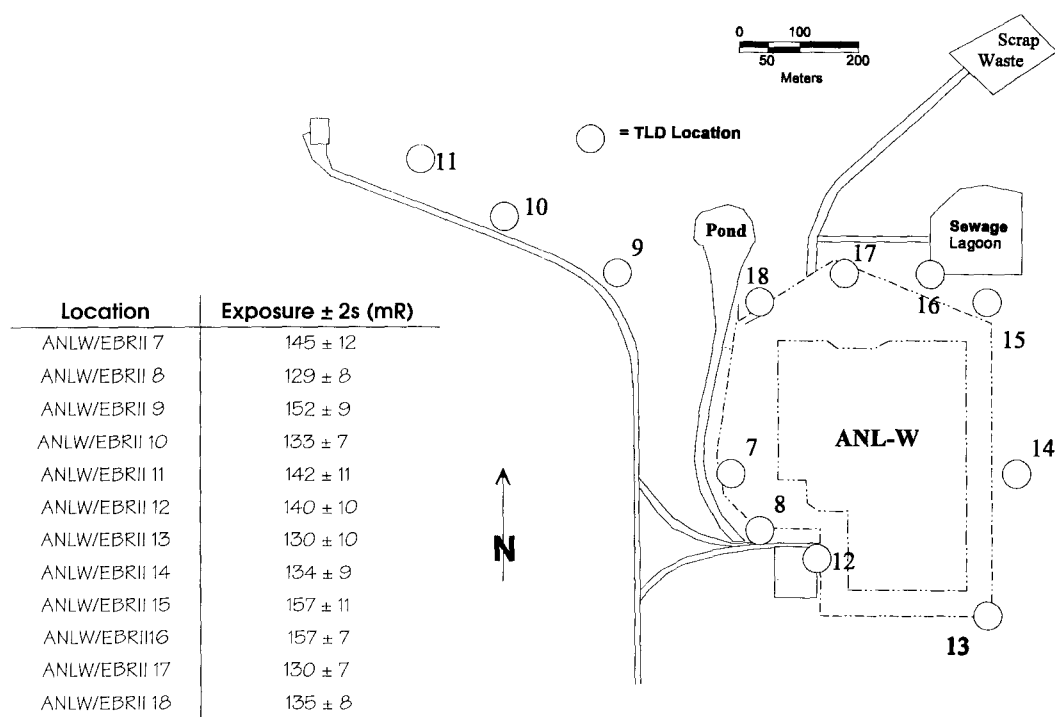 0 100
50 200
Meters
Scrap
Waste
= TLD Location
11
10
9
Pond
Sewage
Lagoon
18
17
16
15
7
8
ANL-W
14
12
13
N
Location Exposure ± 2s (mR)
ANLW/EBRII 7 145 ± 12
ANLW/EBRII 8 129 ± 8
ANLW/EBRII 9 152 ± 9
ANLW/EBRII 10 133 ± 7
ANLW/EBRII 11 142 ± 11
ANLW/EBRII 12 140 ± 10
ANLW/EBRII 13 130 ± 10
ANLW/EBRII 14 134 ± 9
ANLW/EBRII 15 157 ± 11
ANLW/EBRII16 157 ± 7
ANLW/EBRII 17 130 ± 7
ANLW/EBRII 18 135 ± 8